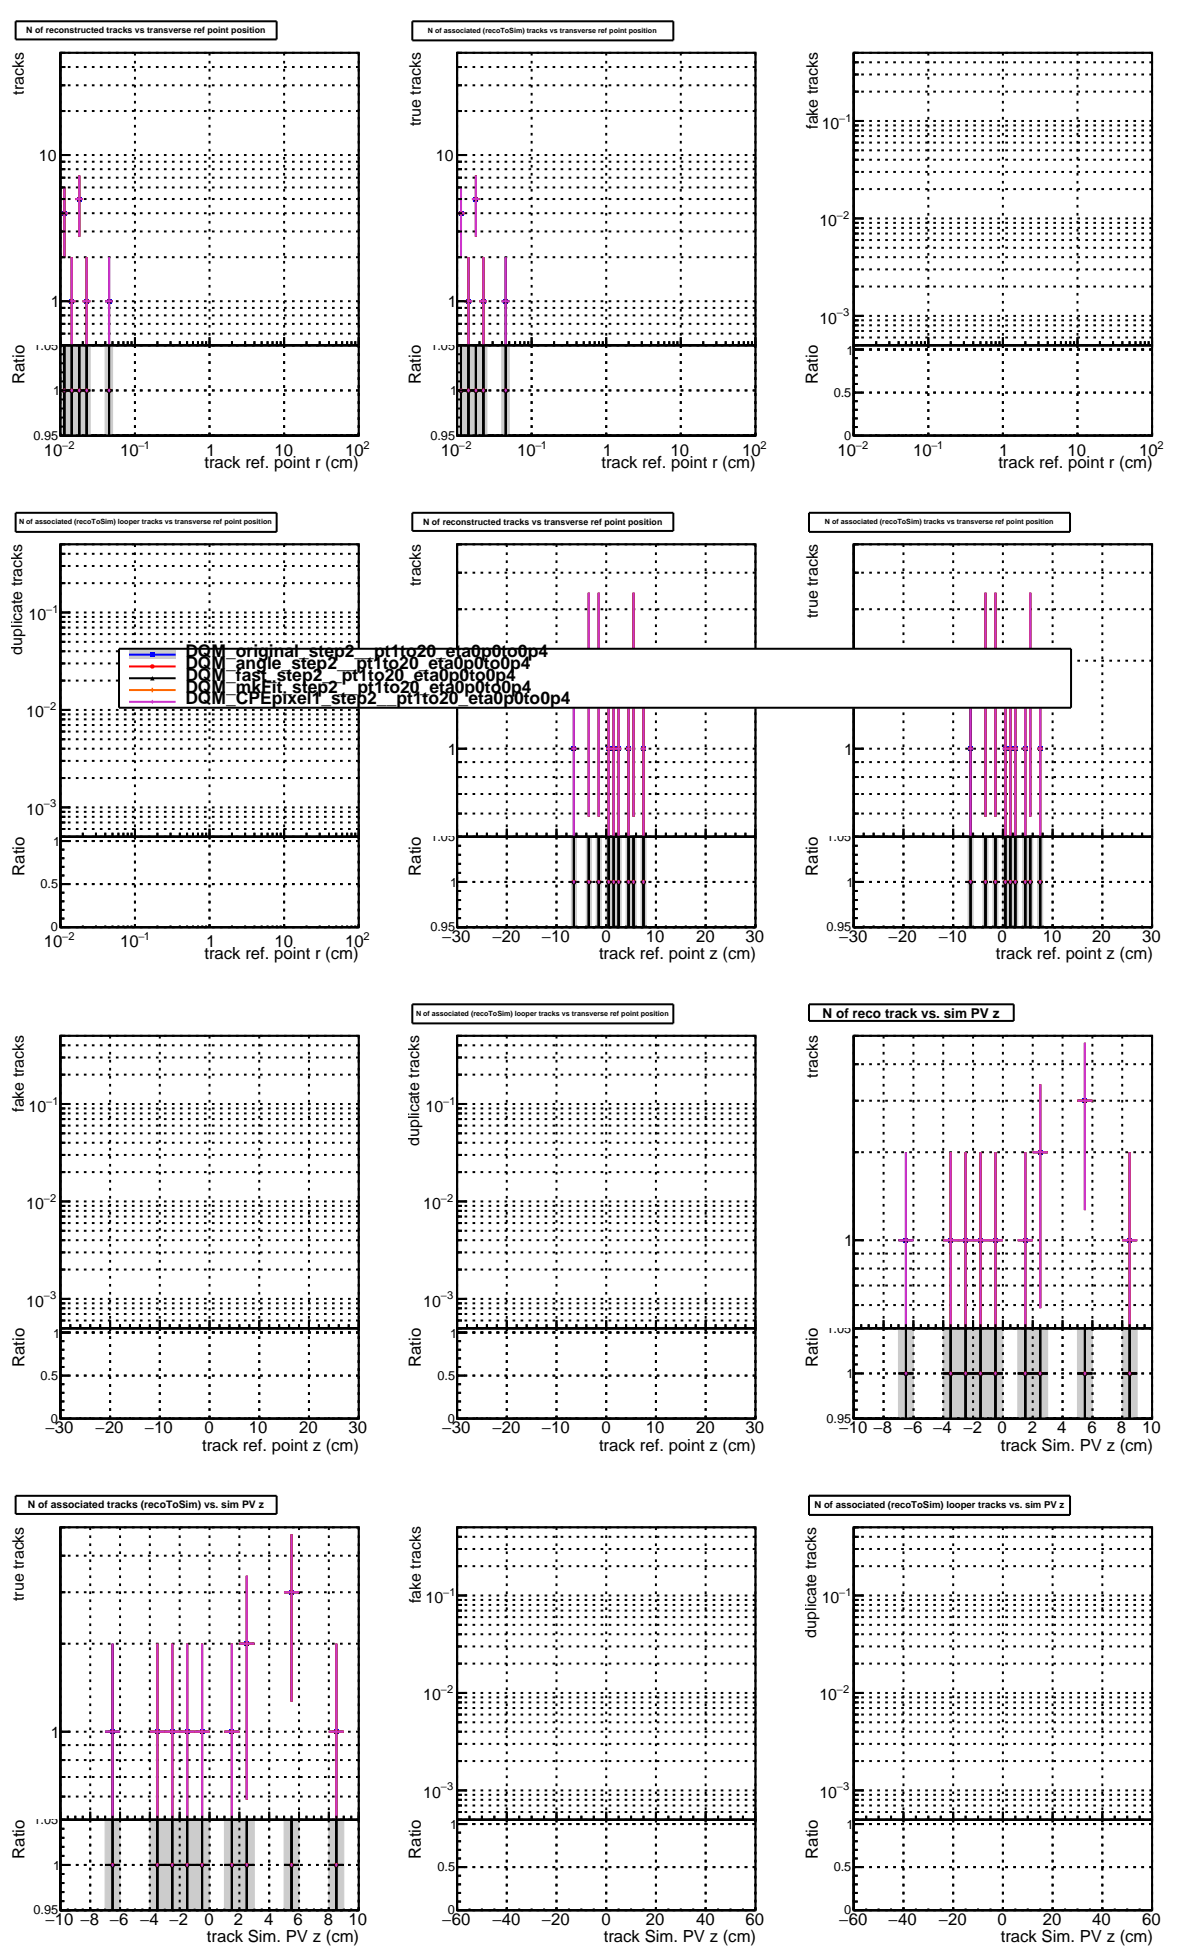 N of reconstructed tracks vs transverse ref point position
tracks
10
1
Ratio
1.05
1
0.95
10−2 10−1 1 10 102
track ref. point r (cm)
N of associated (recoToSim) tracks vs transverse ref point position
true tracks
10
1
Ratio
1.05
1
0.95
10−2 10−1 1 10 102
track ref. point r (cm)
fake tracks
10−1
10−2
10−3
Ratio
1
0.5
0
10−2 10−1 1 10 102
track ref. point r (cm)
N of associated (recoToSim) looper tracks vs transverse ref point position
duplicate tracks
10−1
10−2
10−3
Ratio
1
0.5
0
10−2 10−1 1 10 102
track ref. point r (cm)
N of reconstructed tracks vs transverse ref point position
tracks
1
Ratio
1.05
1
0.95
−30 −20 −10 0 10 20 30
track ref. point z (cm)
N of associated (recoToSim) tracks vs transverse ref point position
true tracks
1
Ratio
1.05
1
0.95
−30 −20 −10 0 10 20 30
track ref. point z (cm)
DQM_original_step2__pt1to20_eta0p0to0p4
DQM_angle_step2__pt1to20_eta0p0to0p4
DQM_fast_step2__pt1to20_eta0p0to0p4
DQM_mkFit_step2__pt1to20_eta0p0to0p4
DQM_CPEpixel1_step2__pt1to20_eta0p0to0p4
fake tracks
10−1
10−2
10−3
Ratio
1
0.5
0
−30 −20 −10 0 10 20 30
track ref. point z (cm)
N of associated (recoToSim) looper tracks vs transverse ref point position
duplicate tracks
10−1
10−2
10−3
Ratio
1
0.5
0
−30 −20 −10 0 10 20 30
track ref. point z (cm)
N of reco track vs. sim PV z
tracks
1
Ratio
1.05
1
0.95
−10 −8 −6 −4 −2 0 2 4 6 8 10
track Sim. PV z (cm)
N of associated tracks (recoToSim) vs. sim PV z
true tracks
1
Ratio
1.05
1
0.95
−10 −8 −6 −4 −2 0 2 4 6 8 10
track Sim. PV z (cm)
fake tracks
10−1
10−2
10−3
Ratio
1
0.5
0
−60 −40 −20 0 20 40 60
track Sim. PV z (cm)
N of associated (recoToSim) looper tracks vs. sim PV z
duplicate tracks
10−1
10−2
10−3
Ratio
1
0.5
0
−60 −40 −20 0 20 40 60
track Sim. PV z (cm)